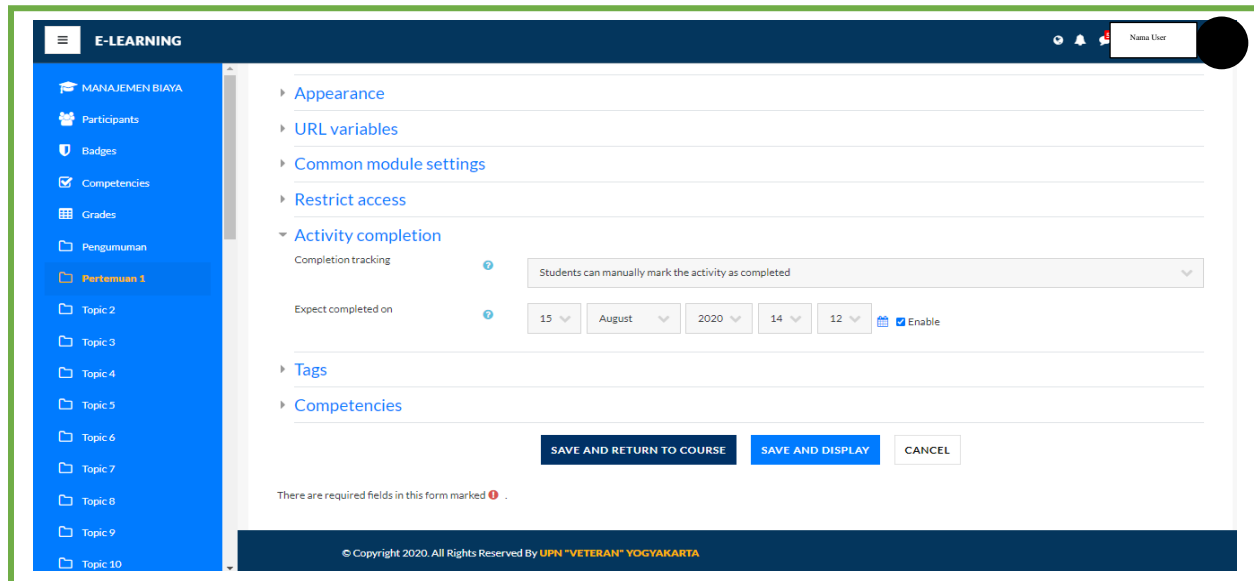 E-LEARNING
Nama User
MANAJEMEN BIAYA
Participants
Badges
Competencies
Grades
Pengumuman
Pertemuan 1
Topic 2
Topic 3
Topic 4
Topic 5
Topic 6
Topic 7
Topic 8
Topic 9
Topic 10
Appearance
URL variables
Common module settings
Restrict access
Activity completion
Completion tracking
Students can manually mark the activity as completed
Expect completed on
15 August 2020 14 12 Enable
Tags
Competencies
SAVE AND RETURN TO COURSE SAVE AND DISPLAY CANCEL
There are required fields in this form marked .
© Copyright 2020. All Rights Reserved By UPN "VETERAN" YOGYAKARTA